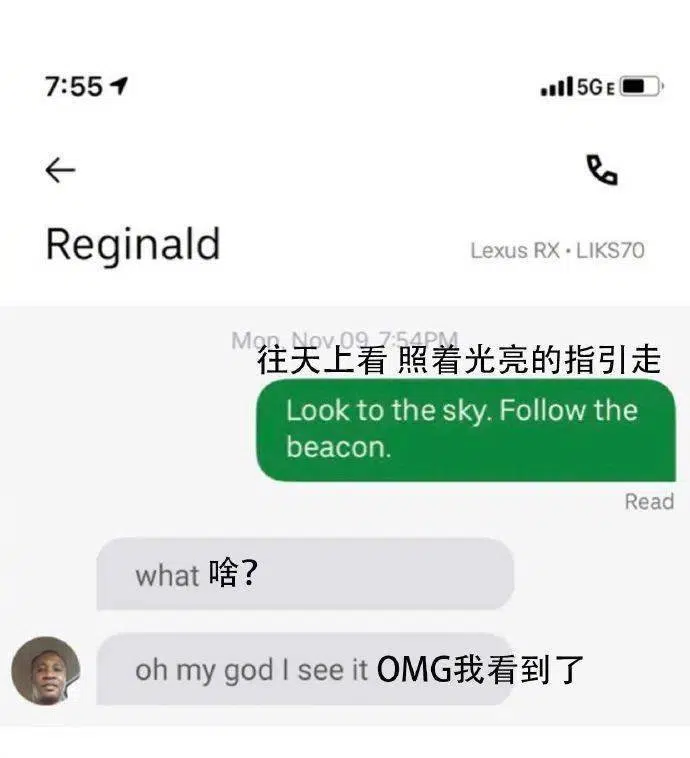 7:55
5GE
Reginald
Lexus RX • LIKS70
Mon, Nov 09, 7:54PM
往天上看 照着光亮的指引走
Look to the sky. Follow the
beacon.
Read
what 啥?
oh my god I see it OMG我看到了